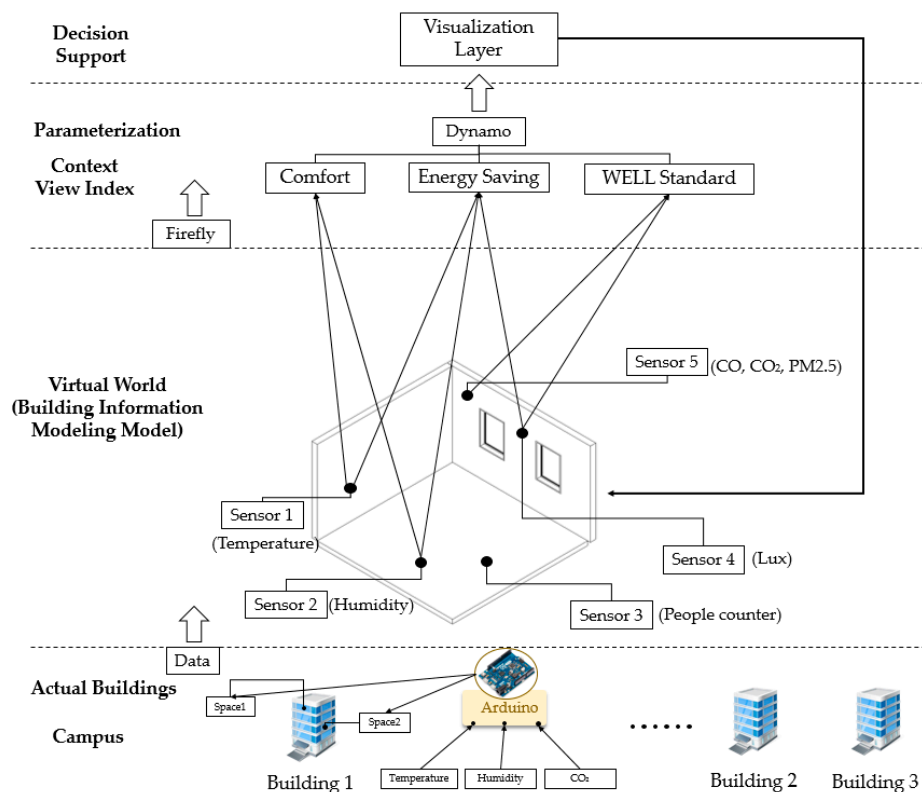 Decision
Support
Visualization
Layer
Parameterization
Dynamo
Context
View Index
Comfort
Energy Saving
WELL Standard
Firefly
Sensor 5
(CO, CO₂, PM2.5)
Virtual World
(Building Information
Modeling Model)
Sensor 1
(Temperature)
Sensor 4
(Lux)
Sensor 2
(Humidity)
Sensor 3
(People counter)
Data
Actual Buildings
Campus
Space1
Space2
Arduino
......
Temperature
Humidity
CO₂
Building 1
Building 2
Building 3